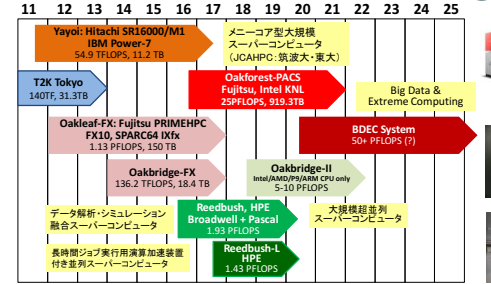 11 12 13 14 15 16 17 18 19 20 21 22 23 24 25
Yayoi: Hitachi SR16000/M1
IBM Power-7
54.9 TFLOPS, 11.2 TB
メニーコア型大規模
スーパーコンピュータ
（JCAHPC：筑波大・東大）
T2K Tokyo
140TF, 31.3TB
Oakforest-PACS
Fujitsu, Intel KNL
25PFLOPS, 919.3TB
Big Data &
Extreme Computing
Oakleaf-FX: Fujitsu PRIMEHPC
FX10, SPARC64 IXfx
1.13 PFLOPS, 150 TB
BDEC System
50+ PFLOPS (?)
Oakbridge-FX
136.2 TFLOPS, 18.4 TB
Oakbridge-II
Intel/AMD/P9/ARM CPU only
5-10 PFLOPS
データ解析・シミュレーション
融合スーパーコンピュータ
Reedbush, HPE
Broadwell + Pascal
1.93 PFLOPS
大規模超並列
スーパーコンピュータ
長時間ジョブ実行用演算加速装置
付き並列スーパーコンピュータ
Reedbush-L
HPE
1.43 PFLOPS